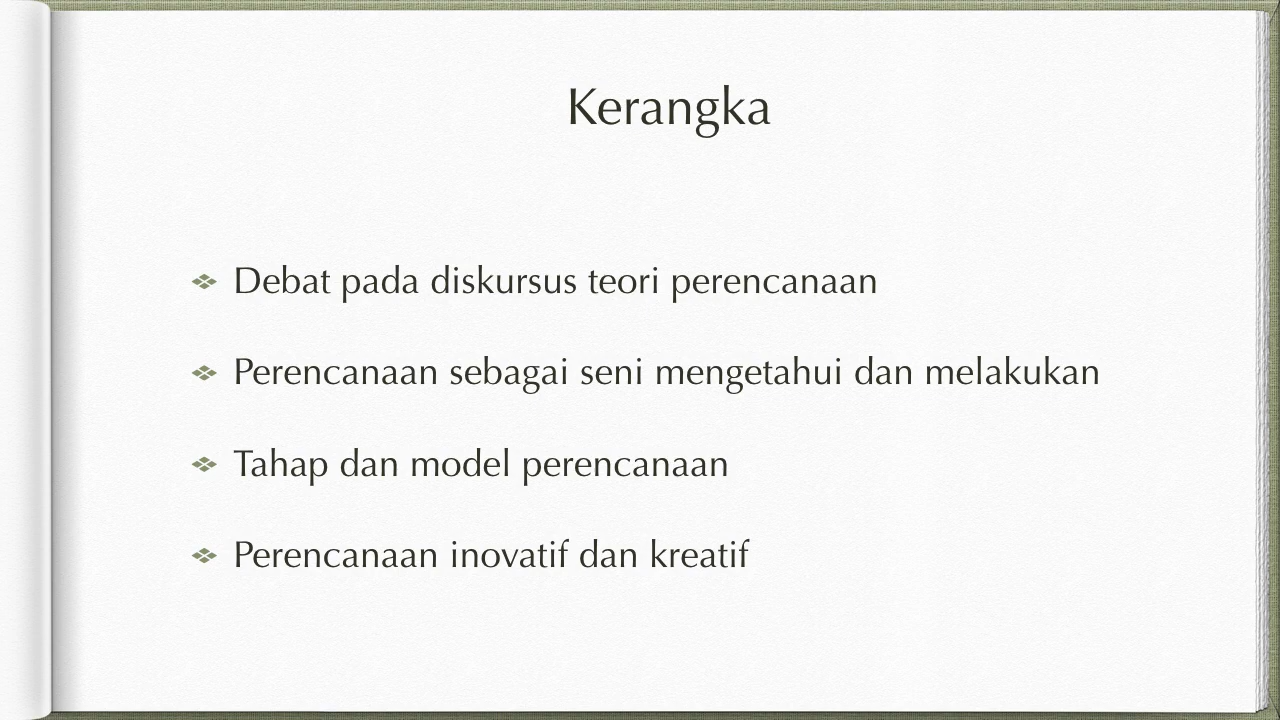 Kerangka
Debat pada diskursus teori perencanaan
Perencanaan sebagai seni mengetahui dan melakukan
Tahap dan model perencanaan
Perencanaan inovatif dan kreatif